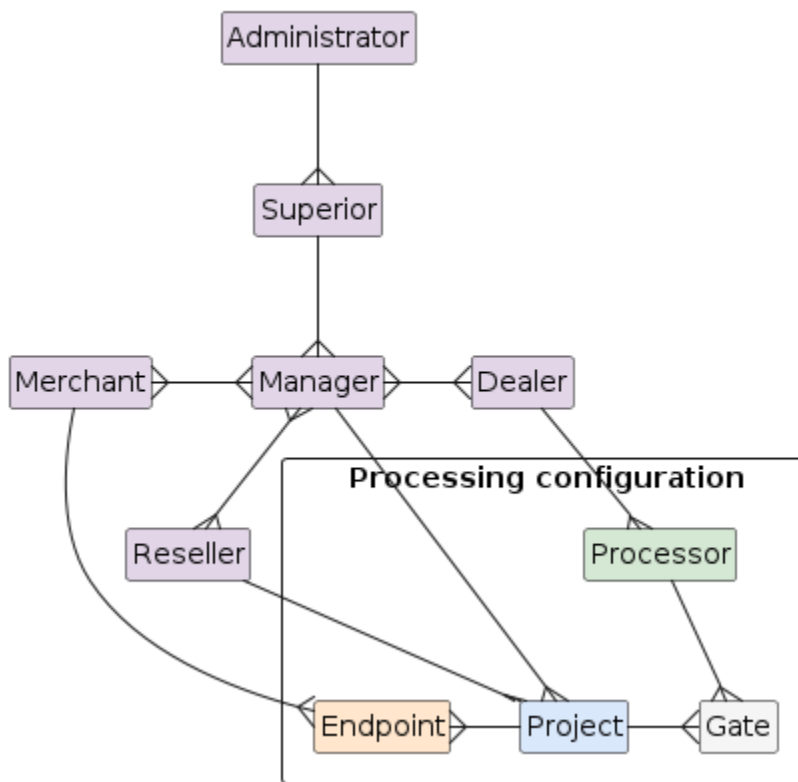 Administrator
Superior
Merchant
Manager
Dealer
Processing configuration
Reseller
Processor
Endpoint
Project
Gate